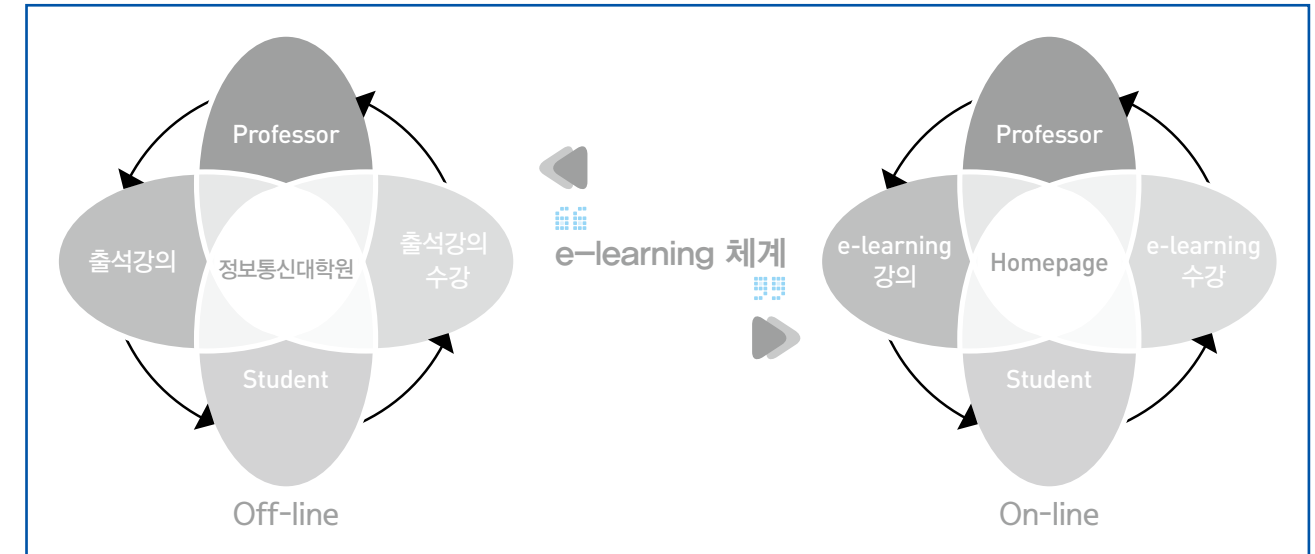 Professor
출석강의
정보통신대학원
출석강의
수강
Student
Off-line
“
e-learning 체계
”
Professor
e-learning
강의
Homepage
e-learning
수강
Student
On-line